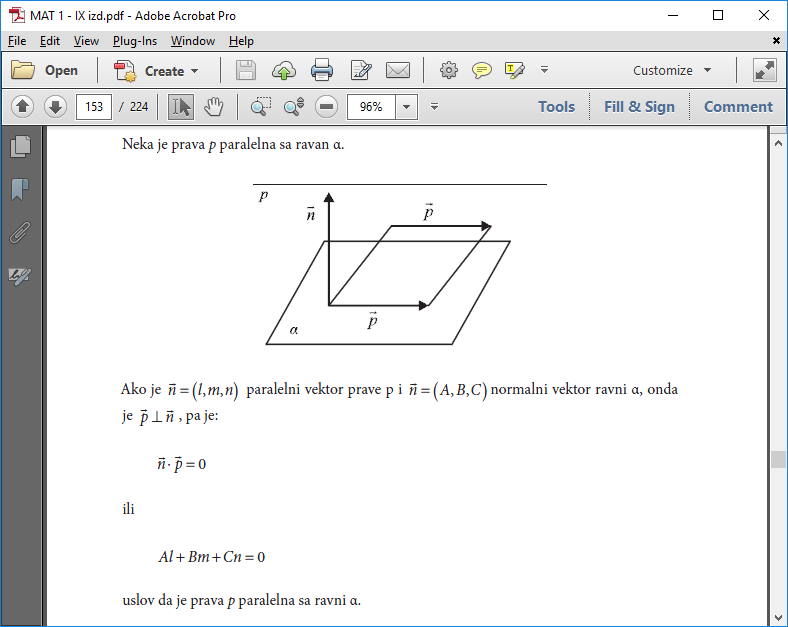 MAT 1 - IX izd.pdf - Adobe Acrobat Pro
File Edit View Plug-Ins Window Help
Open Create Customize
153 / 224 96% Tools Fill & Sign Comment
Neka je prava p paralelna sa ravan α.
p
n⃗
p⃗
α
p⃗
Ako je n⃗ = (l, m, n) paralelni vektor prave p i n⃗ = (A, B, C) normalni vektor ravni α, onda
je p⃗ ⊥ n⃗ , pa je:
n⃗ · p⃗ = 0
ili
Al + Bm + Cn = 0
uslov da je prava p paralelna sa ravni α.